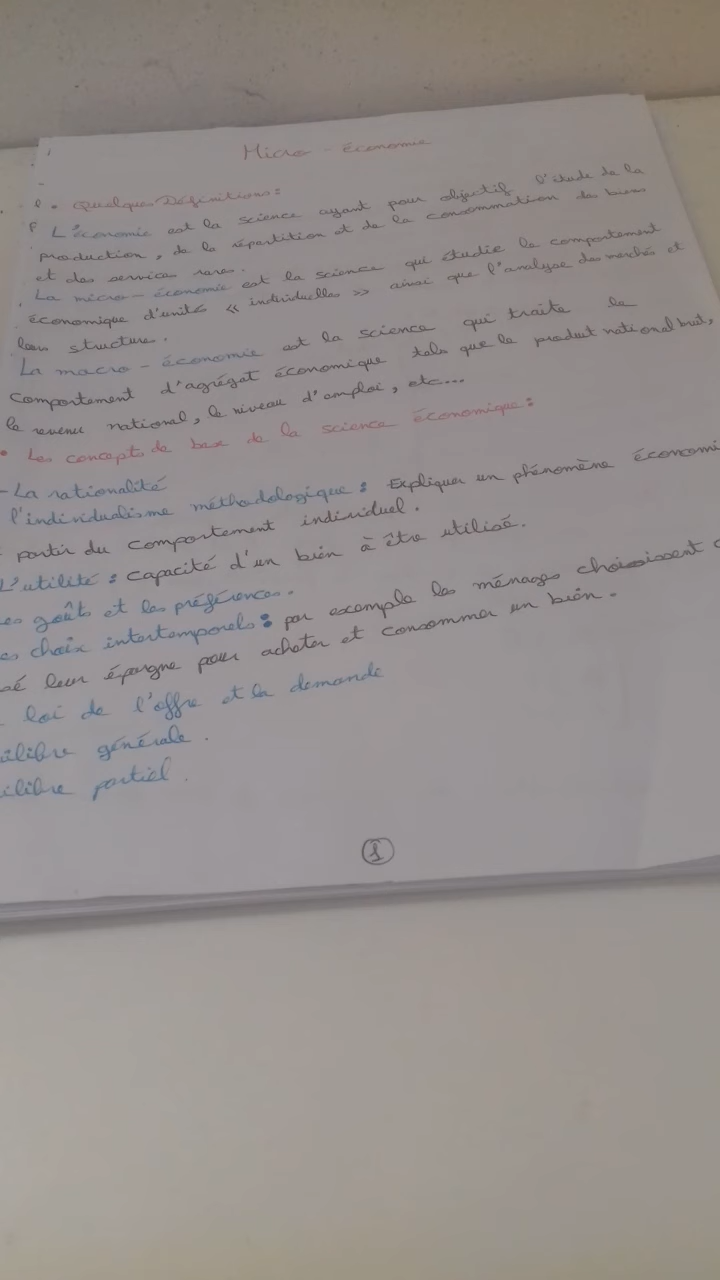 Micro - économie
• Quelques Définitions:
L'économie est la science ayant pour objectif l'étude de la
production, de la répartition et de la consommation des biens
et des services rares.
La micro-économie est la science qui étudie le comportement
économique d'unités « individuelles » ainsi que l'analyse des marchés et
leur structure.
La macro-économie est la science qui traite le
comportement d'agrégat économique tels que le produit national brut,
le revenu national, le niveau d'emploi, etc...
• Les concepts de base de la science économique:
- La rationalité
l'individualisme méthodologique: Expliquer un phénomène économi
partir du comportement individuel.
L'utilité: capacité d'un bien à être utilisé.
es goûts et les préférences.
es choix intertemporels: par exemple les ménages choisissent
sé leur épargne pour acheter et consommer un bien.
loi de l'offre et la demande
uilibre générale.
ilibre partiel.
1